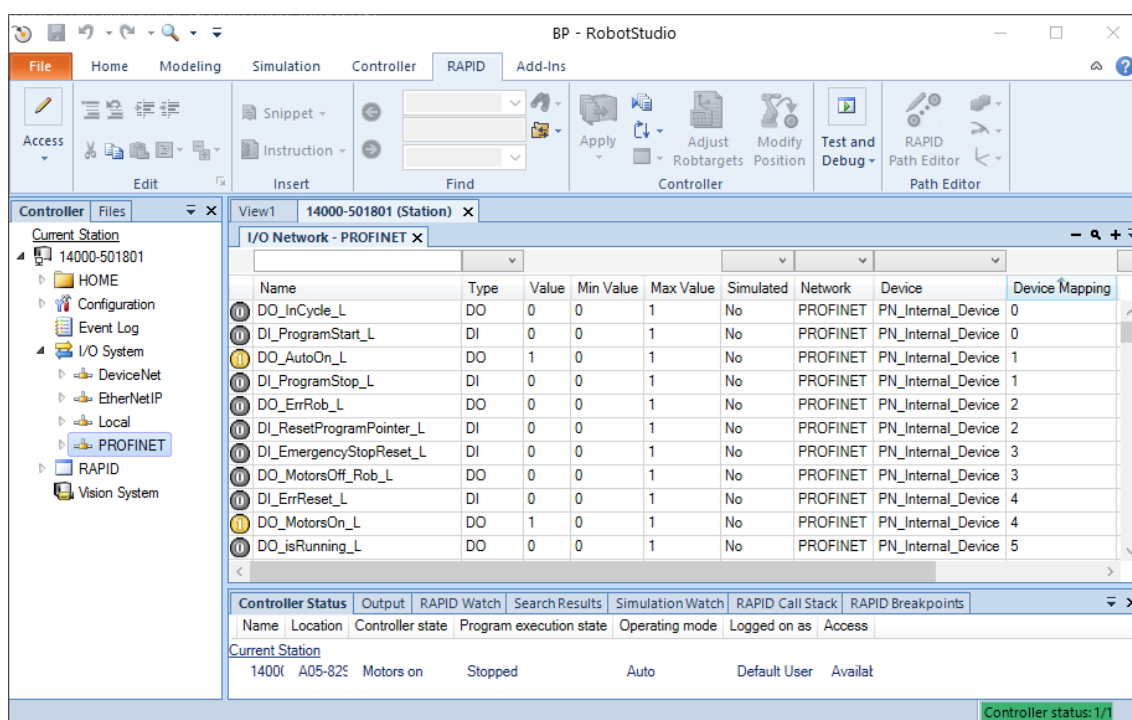 BP - RobotStudio
File Home Modeling Simulation Controller RAPID Add-Ins
Access
Edit
Snippet
Instruction
Insert
Find
Apply
Adjust Robtargets
Modify Position
Controller
Test and Debug
RAPID Path Editor
Path Editor
Controller Files
Current Station
14000-501801
HOME
Configuration
Event Log
I/O System
DeviceNet
EtherNetIP
Local
PROFINET
RAPID
Vision System
View1 14000-501801 (Station)
I/O Network - PROFINET
Name Type Value Min Value Max Value Simulated Network Device Device Mapping
DO_InCycle_L DO 0 0 1 No PROFINET PN_Internal_Device 0
DI_ProgramStart_L DI 0 0 1 No PROFINET PN_Internal_Device 0
DO_AutoOn_L DO 1 0 1 No PROFINET PN_Internal_Device 1
DI_ProgramStop_L DI 0 0 1 No PROFINET PN_Internal_Device 1
DO_ErrRob_L DO 0 0 1 No PROFINET PN_Internal_Device 2
DI_ResetProgramPointer_L DI 0 0 1 No PROFINET PN_Internal_Device 2
DI_EmergencyStopReset_L DI 0 0 1 No PROFINET PN_Internal_Device 3
DO_MotorsOff_Rob_L DO 0 0 1 No PROFINET PN_Internal_Device 3
DI_ErrReset_L DI 0 0 1 No PROFINET PN_Internal_Device 4
DO_MotorsOn_L DO 1 0 1 No PROFINET PN_Internal_Device 4
DO_isRunning_L DO 0 0 1 No PROFINET PN_Internal_Device 5
Controller Status Output RAPID Watch Search Results Simulation Watch RAPID Call Stack RAPID Breakpoints
Name Location Controller state Program execution state Operating mode Logged on as Access
Current Station
1400( A05-829 Motors on Stopped Auto Default User Availat
Controller status: 1/1